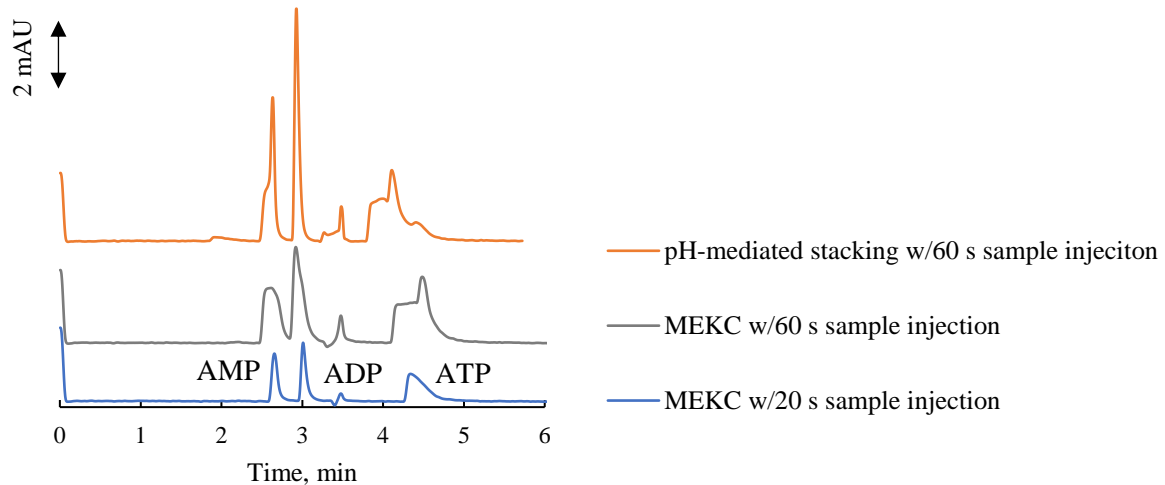 2 mAU
AMP
ADP
ATP
0 1 2 3 4 5 6
Time, min
pH-mediated stacking w/60 s sample injeciton
MEKC w/60 s sample injection
MEKC w/20 s sample injection